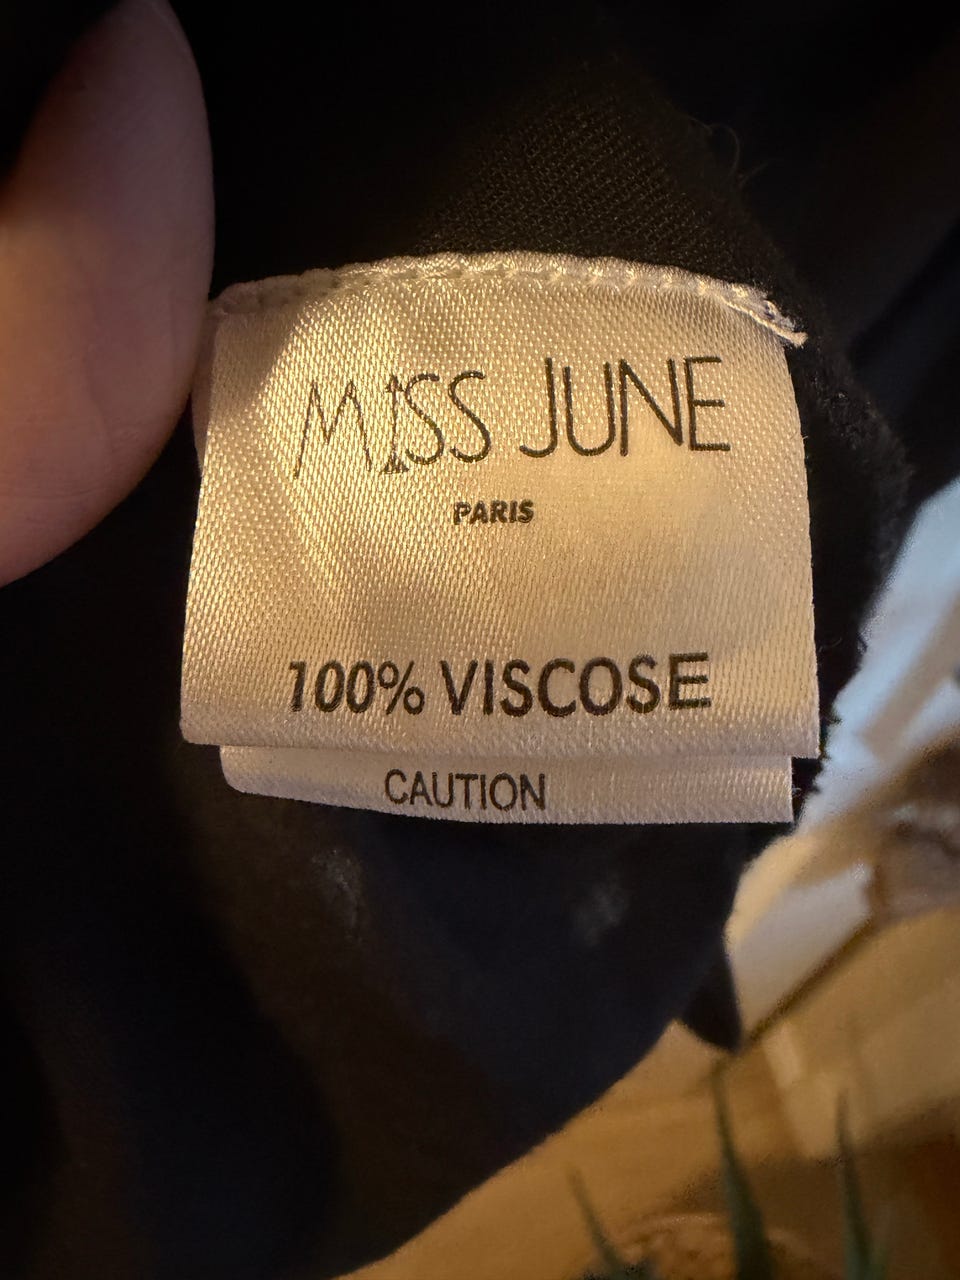 MISS JUNE
PARIS
100% VISCOSE
CAUTION